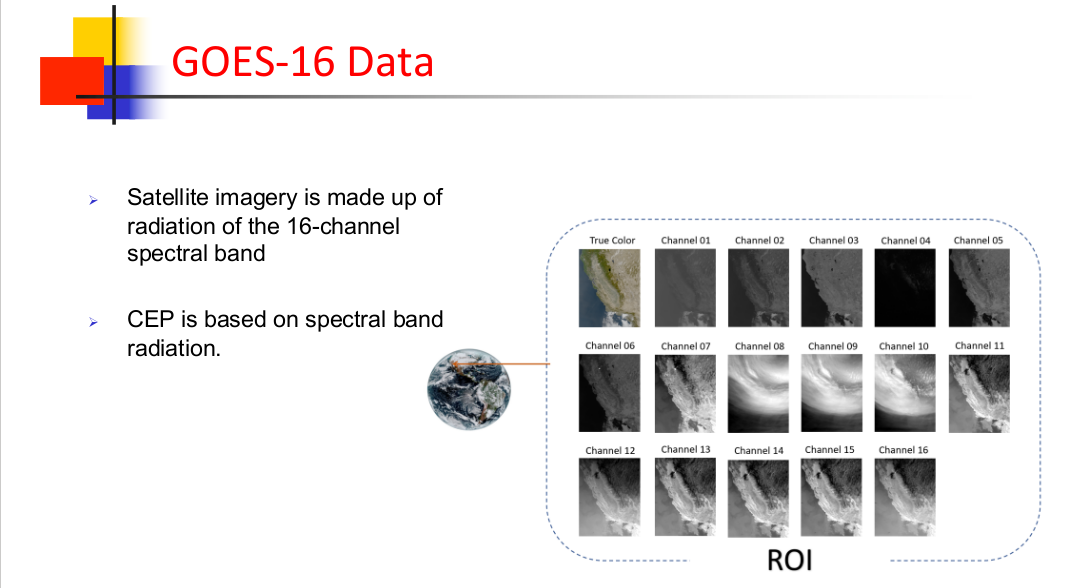 GOES-16 Data
Satellite imagery is made up of
radiation of the 16-channel
spectral band
CEP is based on spectral band
radiation.
True Color Channel 01 Channel 02 Channel 03 Channel 04 Channel 05
Channel 06 Channel 07 Channel 08 Channel 09 Channel 10 Channel 11
Channel 12 Channel 13 Channel 14 Channel 15 Channel 16
ROI